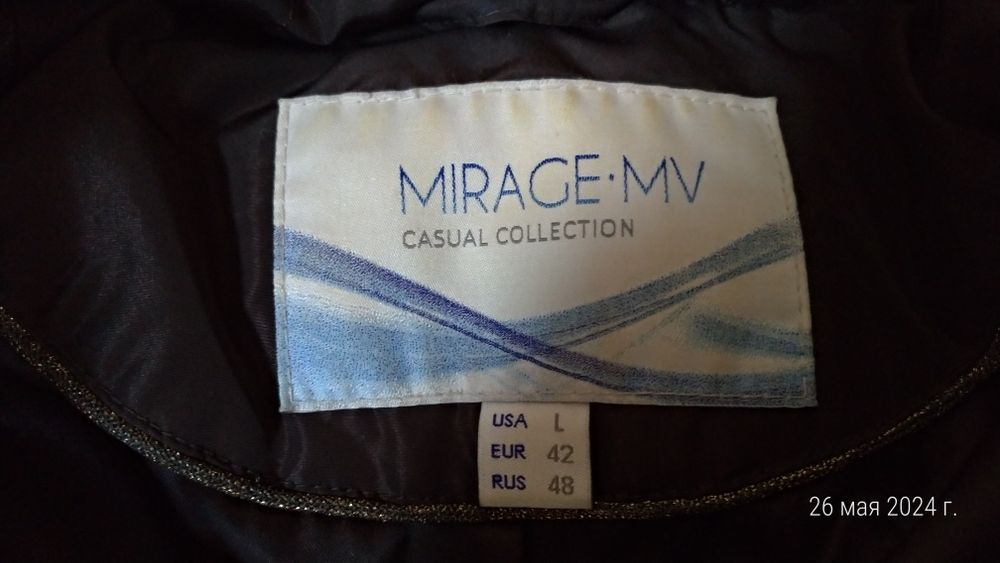 MIRAGE·MV
CASUAL COLLECTION
USA L
EUR 42
RUS 48
26 мая 2024 г.